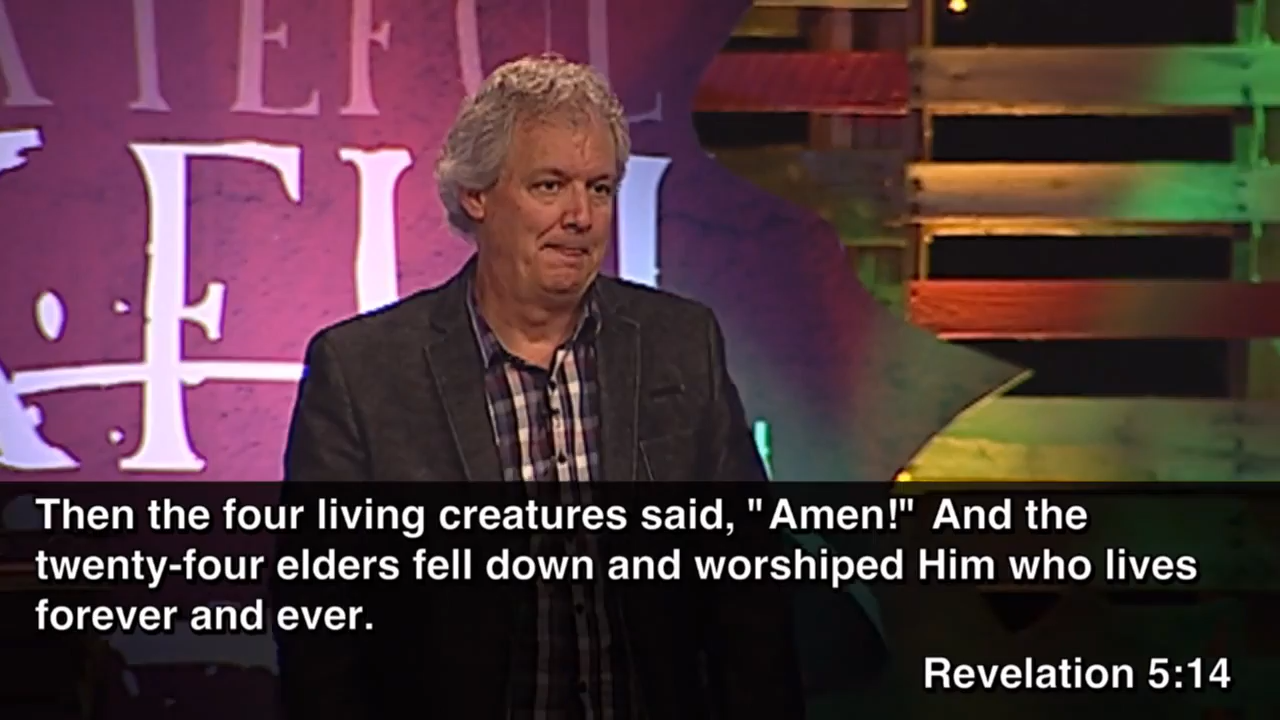 Then the four living creatures said, "Amen!" And the
twenty-four elders fell down and worshiped Him who lives
forever and ever.
Revelation 5:14